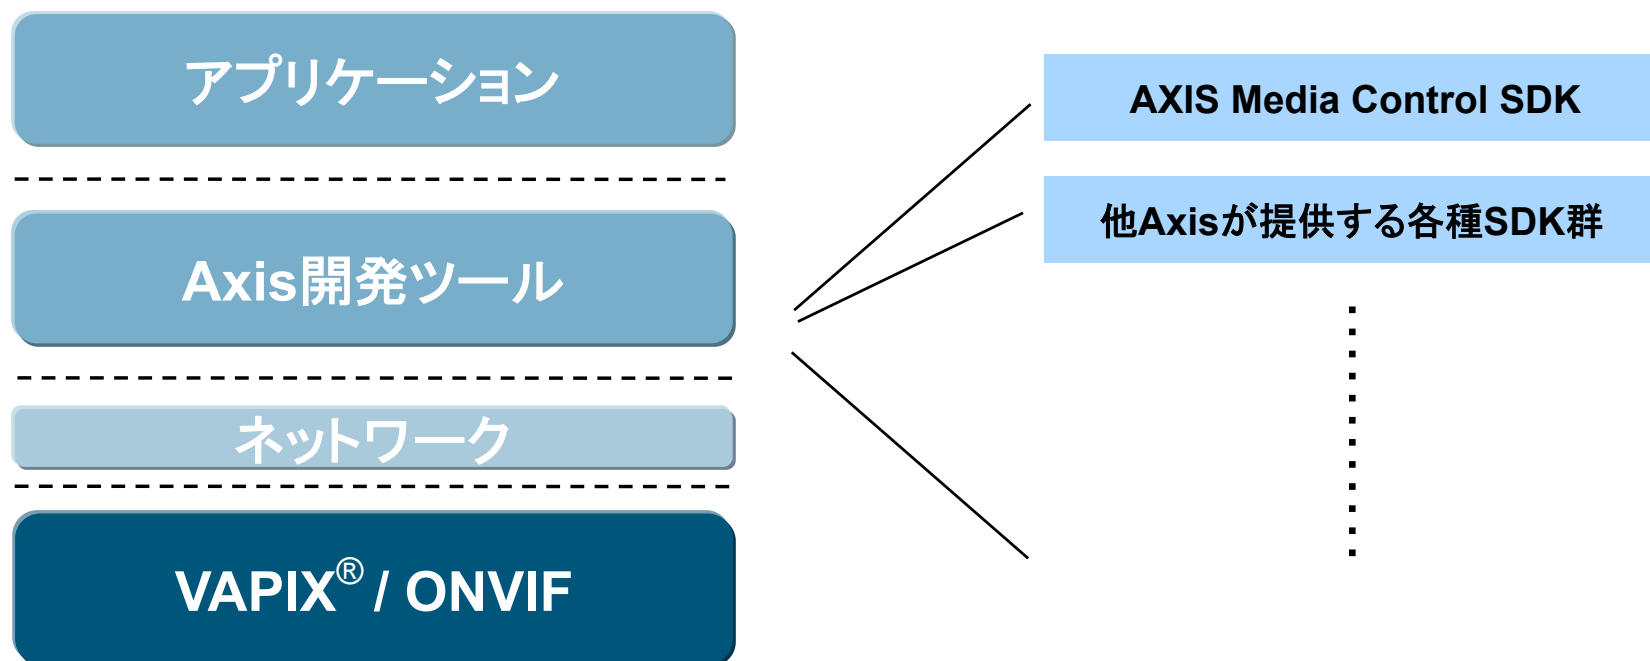 アプリケーション
Axis開発ツール
ネットワーク
VAPIX® / ONVIF
AXIS Media Control SDK
他Axisが提供する各種SDK群